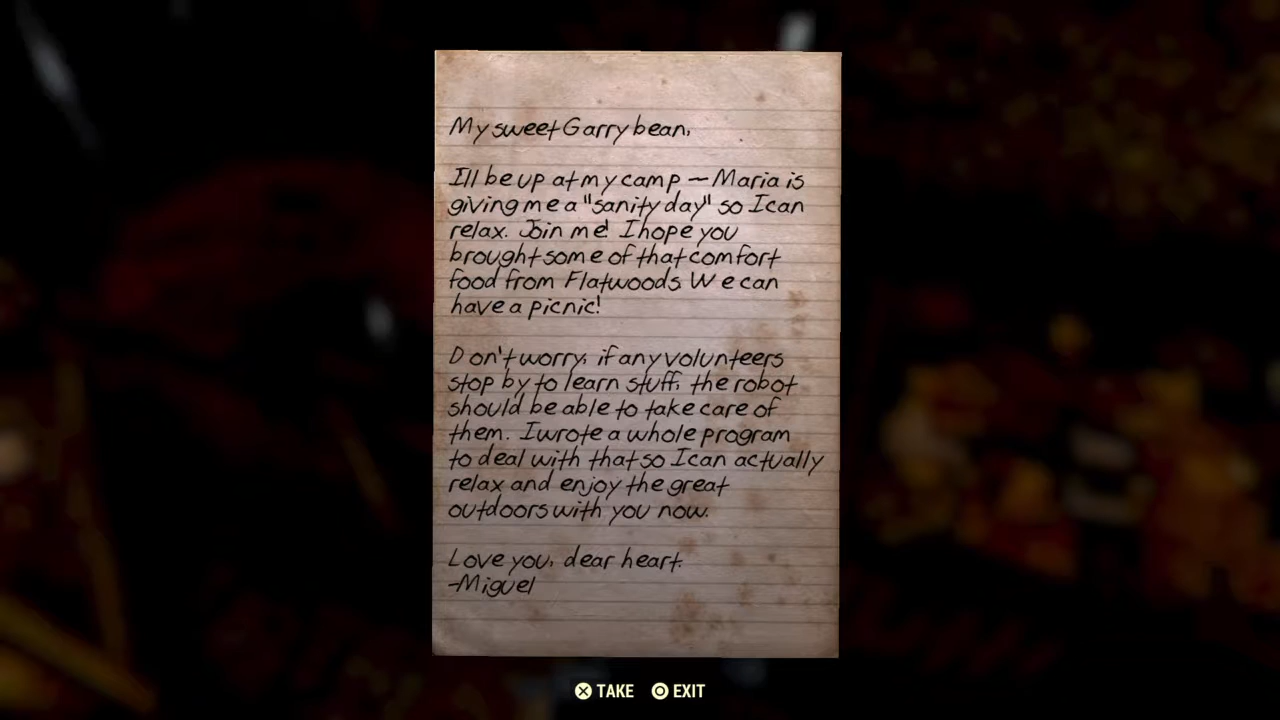 My sweet Garrybean,
I'll be up at my camp — Maria is
giving me a "sanity day" so I can
relax. Join me! I hope you
brought some of that comfort
food from Flatwoods. We can
have a picnic!
Don't worry, if any volunteers
stop by to learn stuff, the robot
should be able to take care of
them. I wrote a whole program
to deal with that so I can actually
relax and enjoy the great
outdoors with you now.
Love you, dear heart.
-Miguel
TAKE EXIT